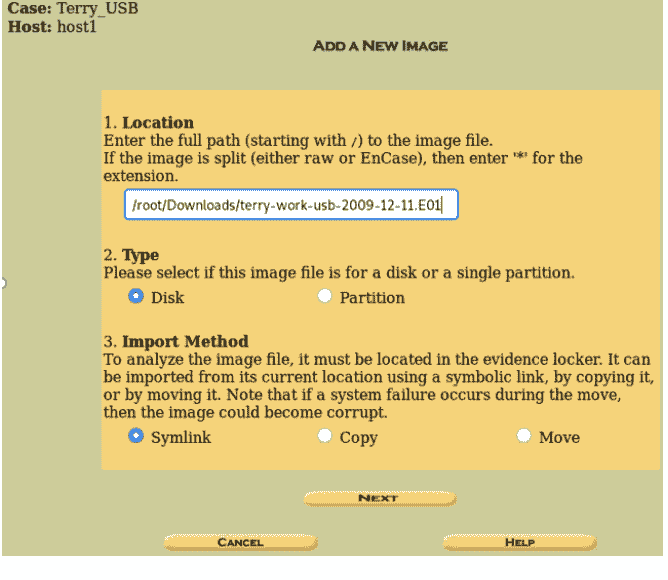 Case: Terry_USB
Host: host1
ADD A NEW IMAGE
1. Location
Enter the full path (starting with /) to the image file.
If the image is split (either raw or EnCase), then enter '*' for the
extension.
/root/Downloads/terry-work-usb-2009-12-11.E01
2. Type
Please select if this image file is for a disk or a single partition.
Disk Partition
3. Import Method
To analyze the image file, it must be located in the evidence locker. It can
be imported from its current location using a symbolic link, by copying it,
or by moving it. Note that if a system failure occurs during the move,
then the image could become corrupt.
Symlink Copy Move
NEXT
CANCEL HELP